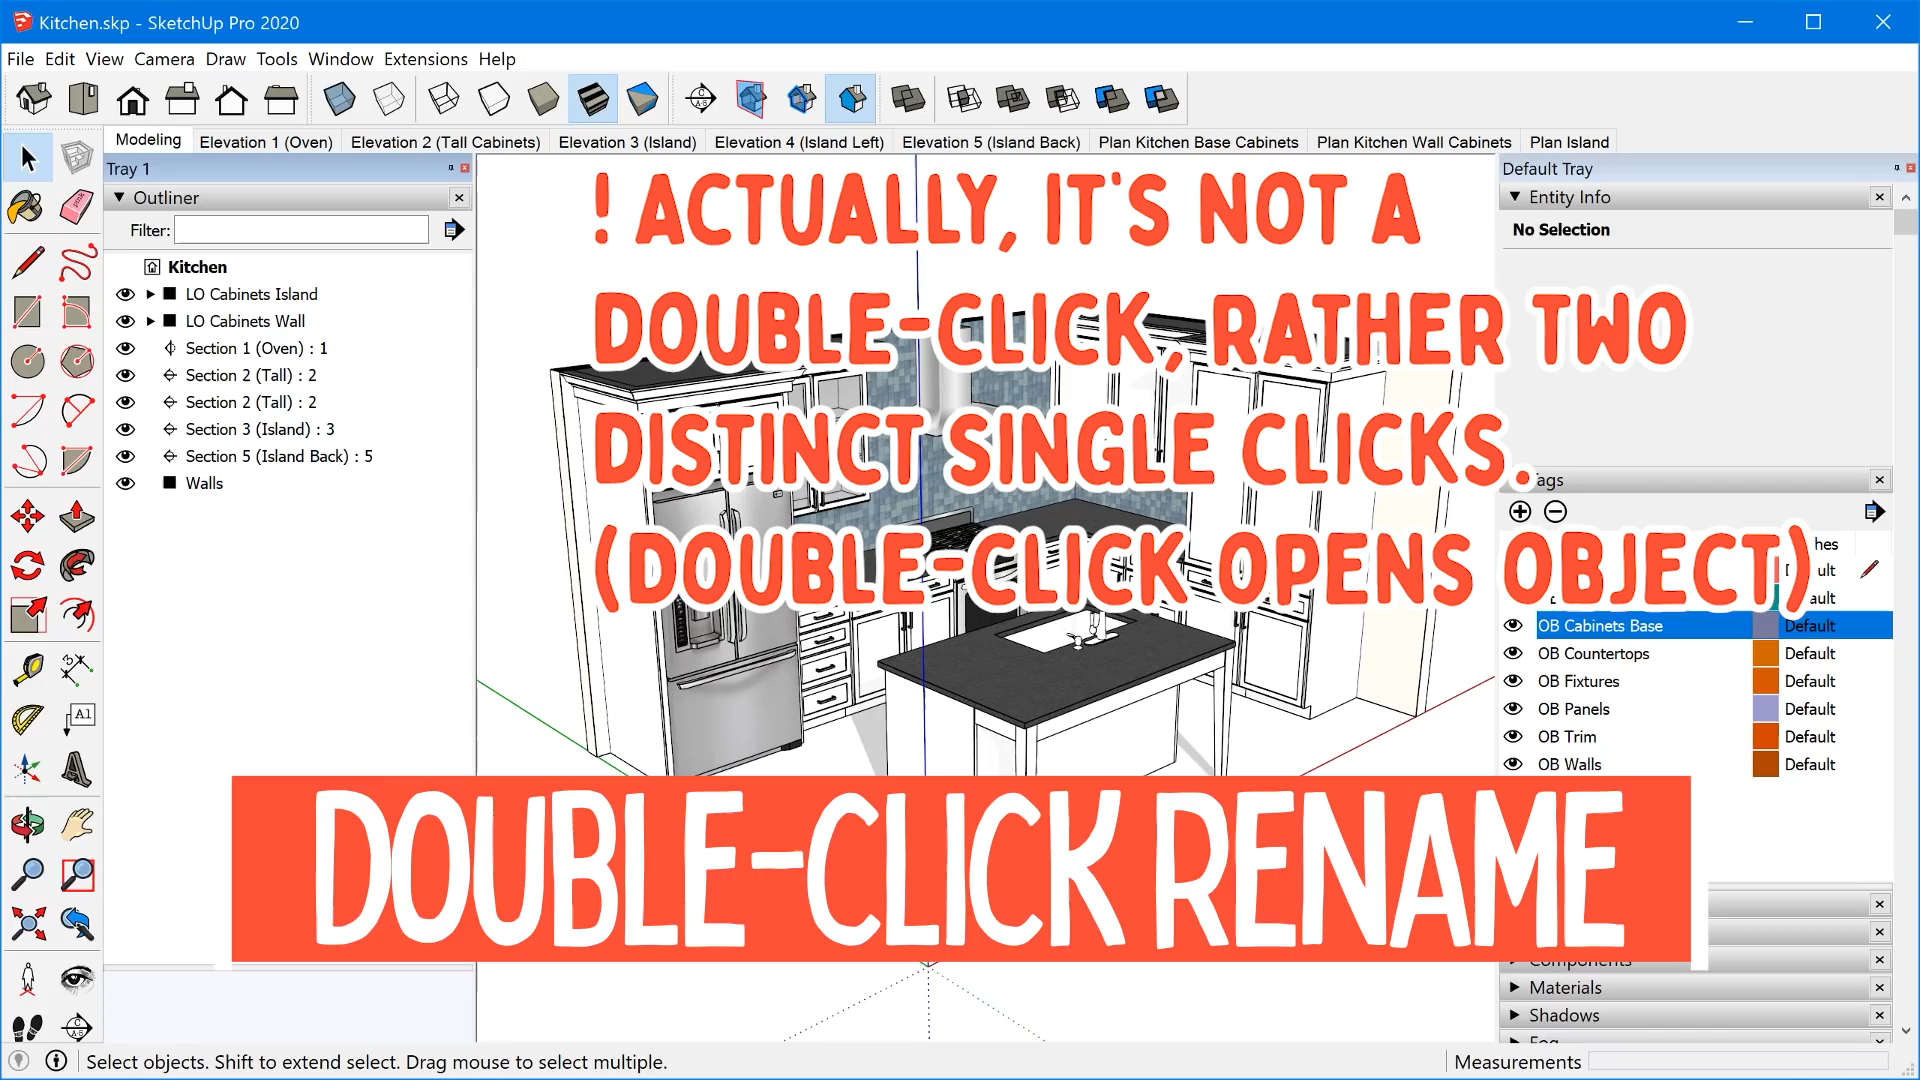 Kitchen.skp - SketchUp Pro 2020
File Edit View Camera Draw Tools Window Extensions Help
Modeling Elevation 1 (Oven) Elevation 2 (Tall Cabinets) Elevation 3 (Island) Elevation 4 (Island Left) Elevation 5 (Island Back) Plan Kitchen Base Cabinets Plan Kitchen Wall Cabinets Plan Island
Tray 1
Outliner
Filter:
Kitchen
LO Cabinets Island
LO Cabinets Wall
Section 1 (Oven) : 1
Section 2 (Tall) : 2
Section 2 (Tall) : 2
Section 3 (Island) : 3
Section 5 (Island Back) : 5
Walls
! ACTUALLY, IT'S NOT A
DOUBLE-CLICK, RATHER TWO
DISTINCT SINGLE CLICKS.
(DOUBLE-CLICK OPENS OBJECT)
Default Tray
Entity Info
No Selection
OB Cabinets Base Default
OB Countertops Default
OB Fixtures Default
OB Panels Default
OB Trim Default
OB Walls Default
DOUBLE-CLICK RENAME
Components
Materials
Shadows
Fog
Select objects. Shift to extend select. Drag mouse to select multiple.
Measurements